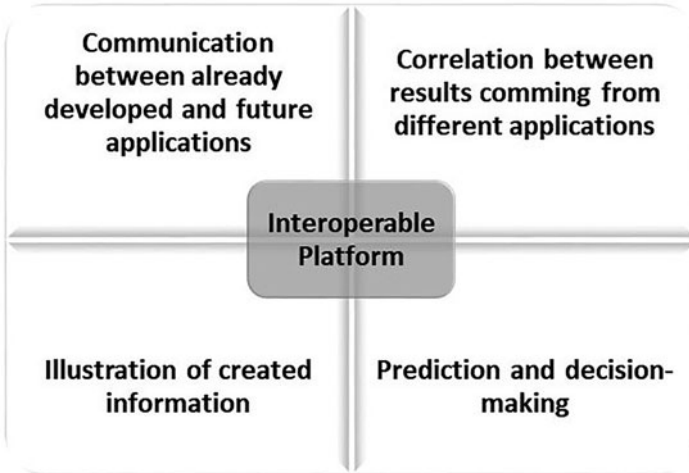 Communication
between already
developed and future
applications
Correlation between
results comming from
different applications
Interoperable
Platform
Illustration of created
information
Prediction and decision-
making